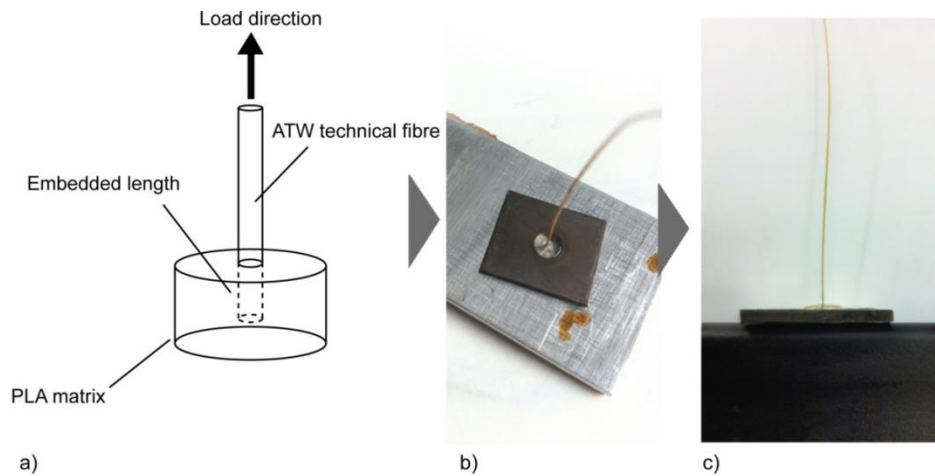 Load direction
ATW technical fibre
Embedded length
PLA matrix
a)
b)
c)